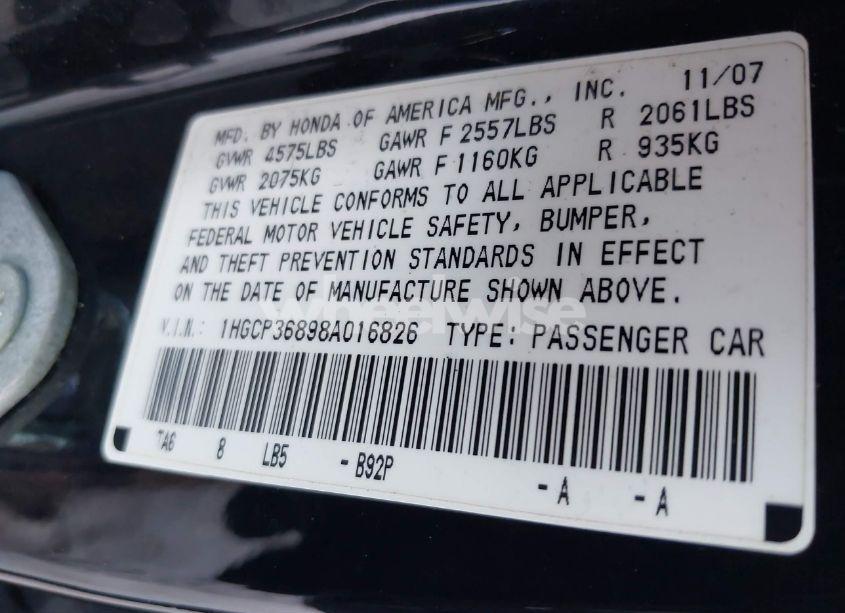 MFD. BY HONDA OF AMERICA MFG., INC. 11/07
GVWR 4575LBS GAWR F 2557LBS R 2061LBS
GVWR 2075KG GAWR F 1160KG R 935KG
THIS VEHICLE CONFORMS TO ALL APPLICABLE
FEDERAL MOTOR VEHICLE SAFETY, BUMPER,
AND THEFT PREVENTION STANDARDS IN EFFECT
ON THE DATE OF MANUFACTURE SHOWN ABOVE.
wheelwise
V.I.N.: 1HGCP36898A016826 TYPE: PASSENGER CAR
TA6 8 LB5 -B92P -A -A